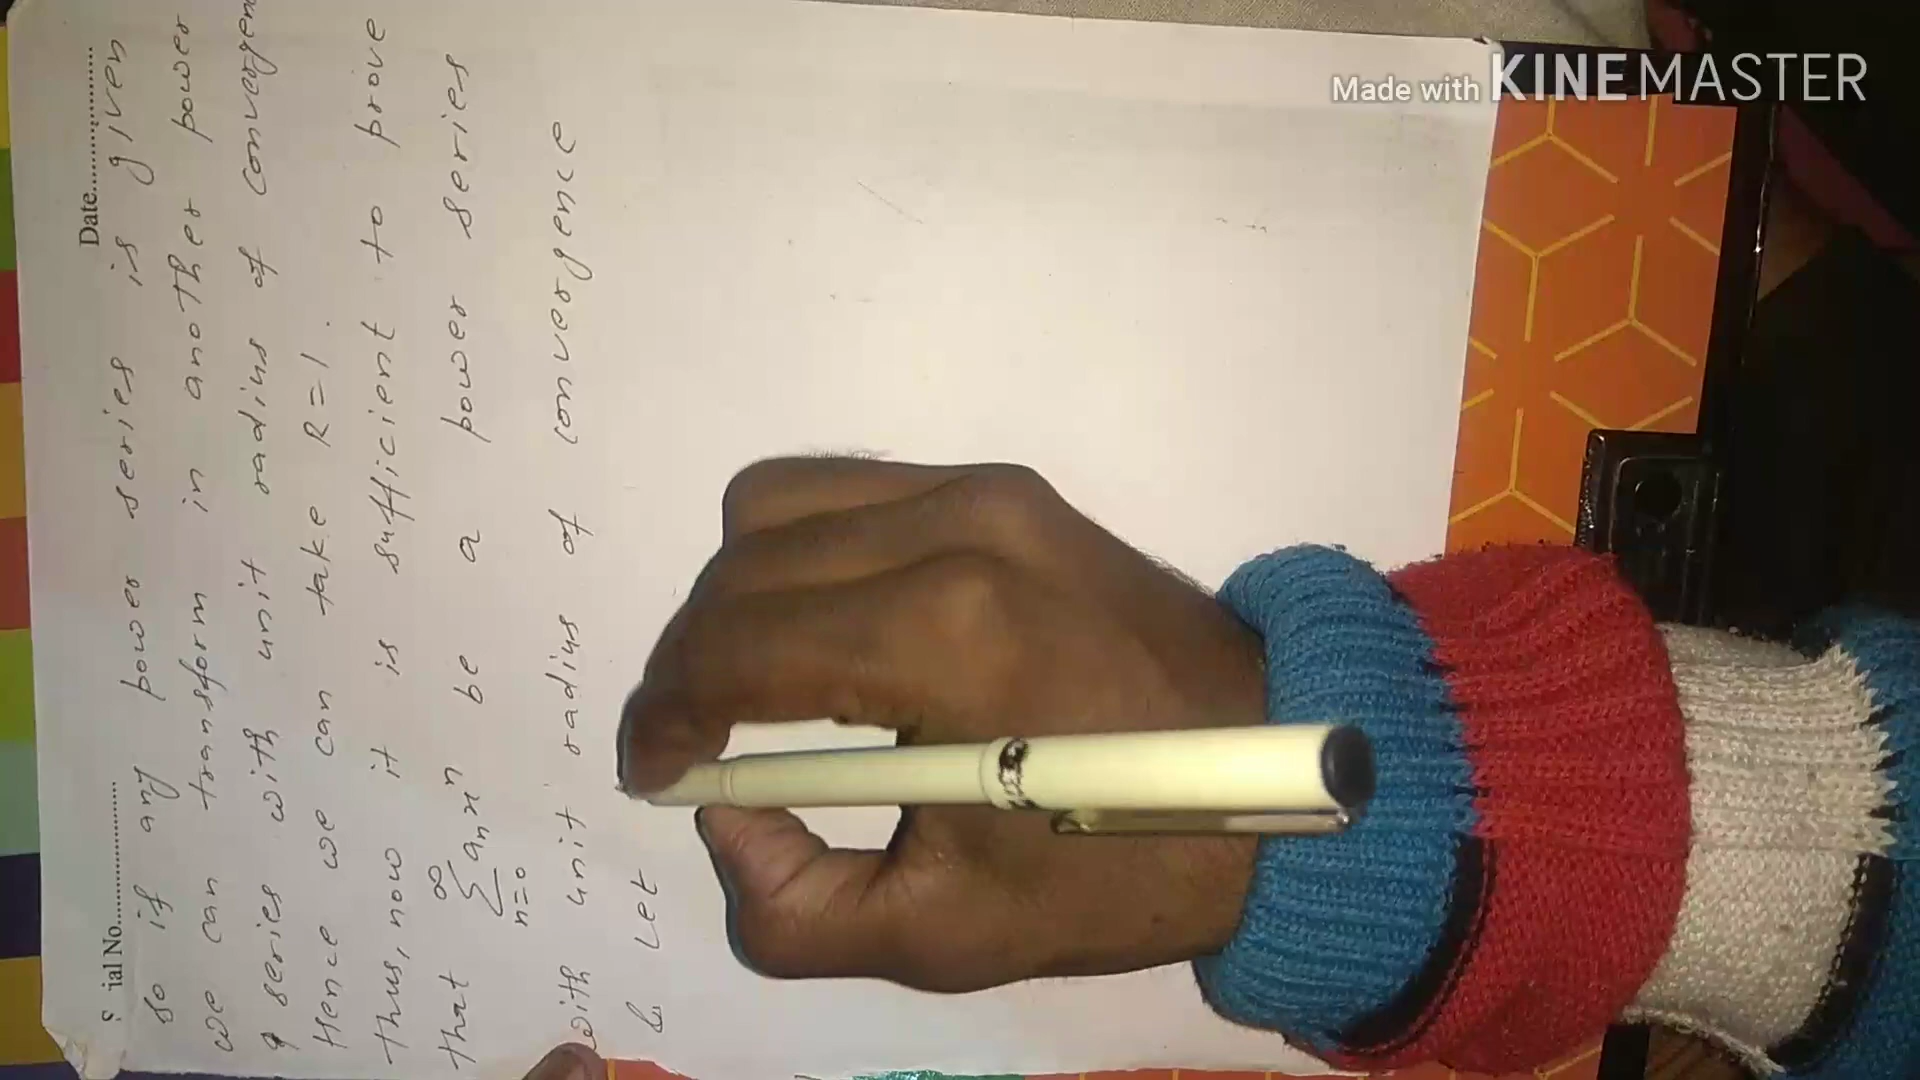 Made with KINEMASTER
ial No.............................
Date...........................
so if any power series is given
we can transform in another power
series with unit radius of convergen
Hence we can take R=1.
thus, now it is sufficient to prove
that ∞∑n=0 aₙxⁿ be a power series
with unit radius of convergence
& Let